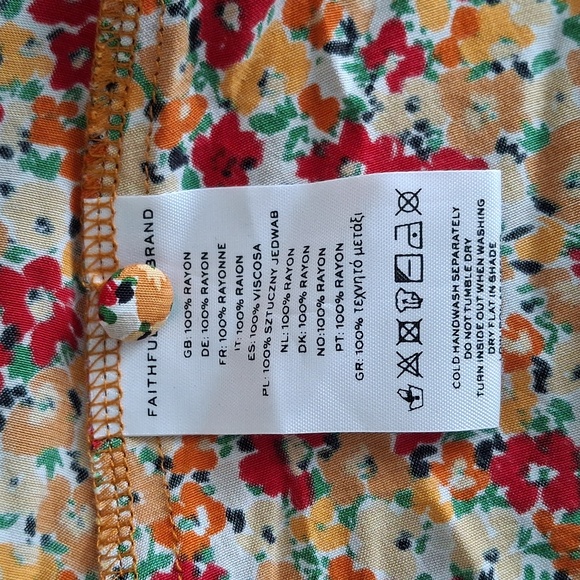 FAITHFUL BRAND
GB: 100% RAYON
DE: 100% RAYON
FR: 100% RAYONNE
IT: 100% RAION
ES: 100% VISCOSA
PL: 100% SZTUCZNY JEDWAB
NL: 100% RAYON
DK: 100% RAYON
NO: 100% RAYON
PT: 100% RAYON
GR: 100% τεχνητό μετάξι
COLD HANDWASH SEPARATELY
DO NOT TUMBLE DRY
TURN INSIDE OUT WHEN WASHING
DRY FLAT IN SHADE